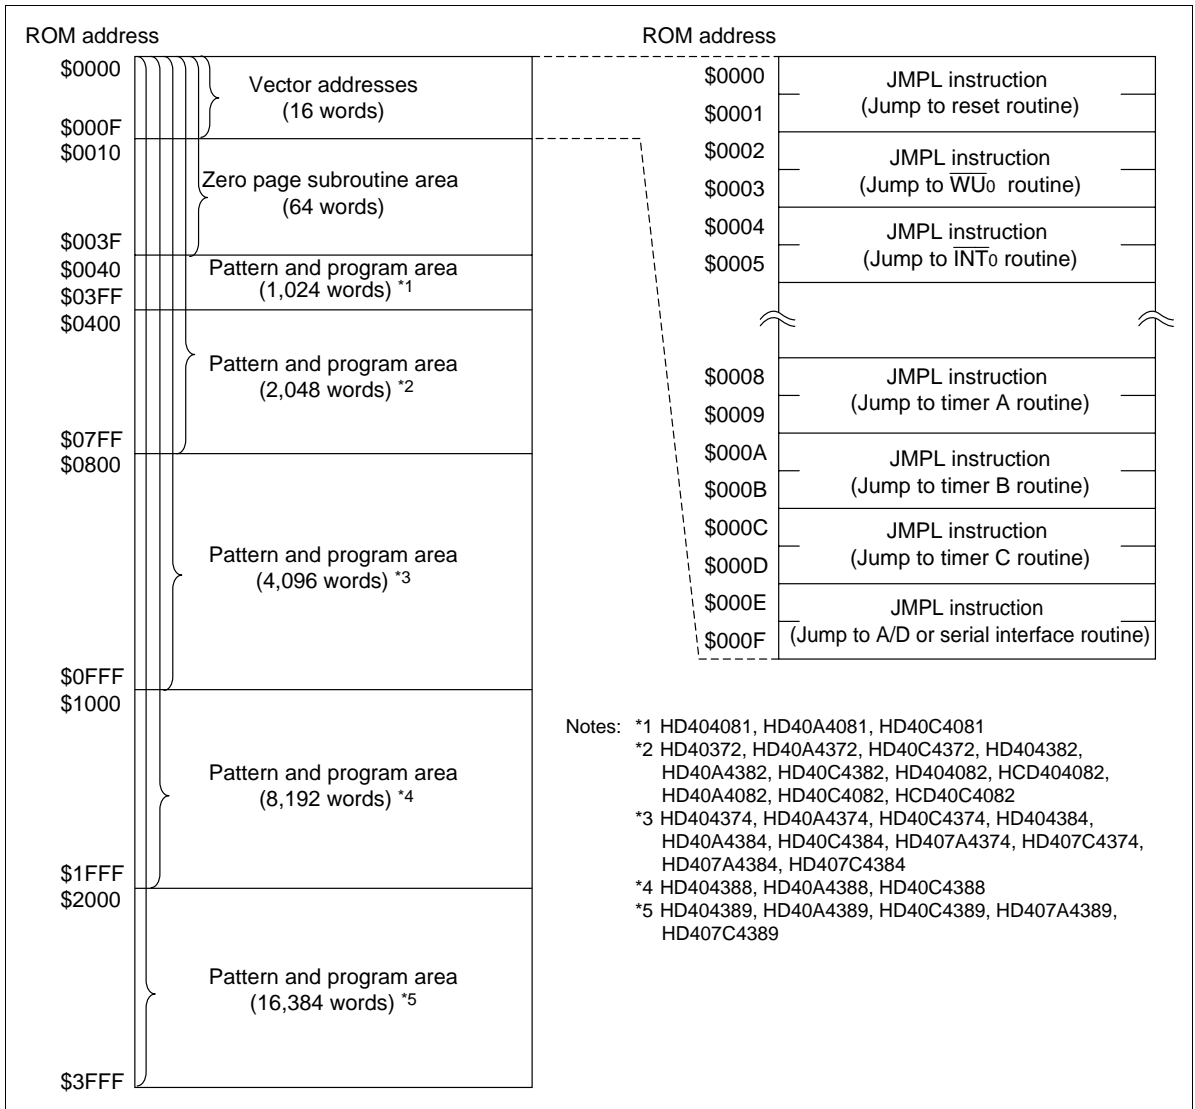 ROM address
$0000
Vector addresses
(16 words)
$000F
$0010
Zero page subroutine area
(64 words)
$003F
$0040
Pattern and program area
(1,024 words) *1
$03FF
$0400
Pattern and program area
(2,048 words) *2
$07FF
$0800
Pattern and program area
(4,096 words) *3
$0FFF
$1000
Pattern and program area
(8,192 words) *4
$1FFF
$2000
Pattern and program area
(16,384 words) *5
$3FFF
ROM address
$0000
JMPL instruction
(Jump to reset routine)
$0001
$0002
JMPL instruction
(Jump to W̅U̅0 routine)
$0003
$0004
JMPL instruction
(Jump to I̅N̅T̅0 routine)
$0005
$0008
JMPL instruction
(Jump to timer A routine)
$0009
$000A
JMPL instruction
(Jump to timer B routine)
$000B
$000C
JMPL instruction
(Jump to timer C routine)
$000D
$000E
JMPL instruction
(Jump to A/D or serial interface routine)
$000F
Notes: *1 HD404081, HD40A4081, HD40C4081
*2 HD40372, HD40A4372, HD40C4372, HD404382,
HD40A4382, HD40C4382, HD404082, HCD404082,
HD40A4082, HD40C4082, HCD40C4082
*3 HD404374, HD40A4374, HD40C4374, HD404384,
HD40A4384, HD40C4384, HD407A4374, HD407C4374,
HD407A4384, HD407C4384
*4 HD404388, HD40A4388, HD40C4388
*5 HD404389, HD40A4389, HD40C4389, HD407A4389,
HD407C4389